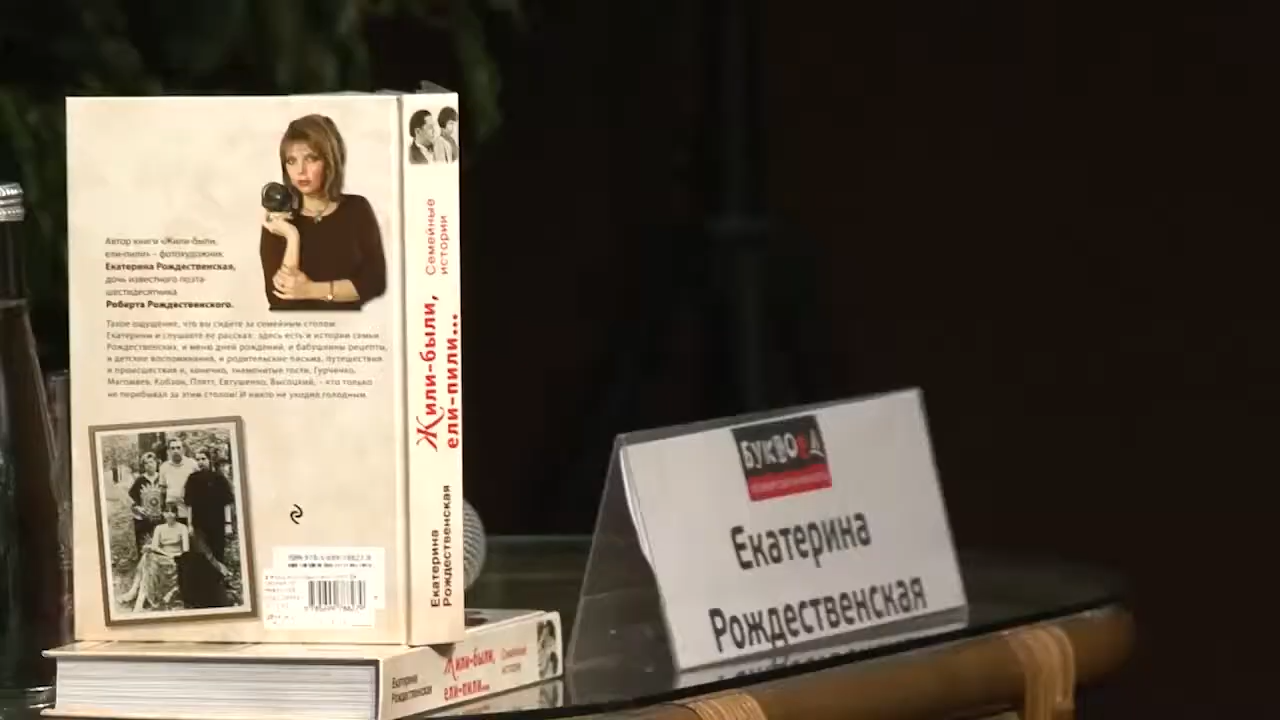 Автор книги «Жили-были,
ели-пили» – фотохудожник
Екатерина Рождественская,
дочь известного поэта-
шестидесятника
Роберта Рождественского.
Такое ощущение, что вы сидите за семейным столом
Екатерины и слушаете ее рассказ: здесь есть и истории семьи
Рождественских, и меню дней рождений, и бабушкины рецепты,
и детские воспоминания, и родительские письма, путешествия
и происшествия и, конечно, знаменитые гости, Гурченко,
Магомаев, Кобзон, Плятт, Евтушенко, Высоцкий, – кто только
не перебывал за этим столом! И никто не уходил голодным.
Екатерина
Рождественская
Жили-были,
ели-пили...
Семейные
истории
Екатерина
Рождественская
Жили-были,
ели-пили...
Семейные
истории
БУКВОЕД
Екатерина
Рождественская